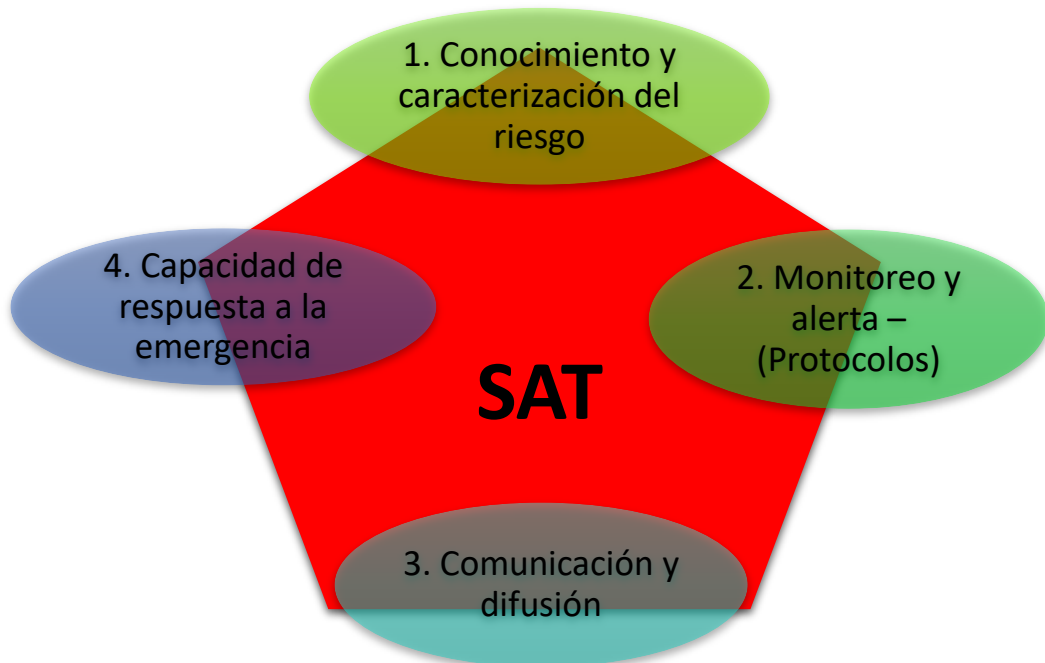 1. Conocimiento y
caracterización del
riesgo
4. Capacidad de
respuesta a la
emergencia
2. Monitoreo y
alerta –
(Protocolos)
SAT
3. Comunicación y
difusión